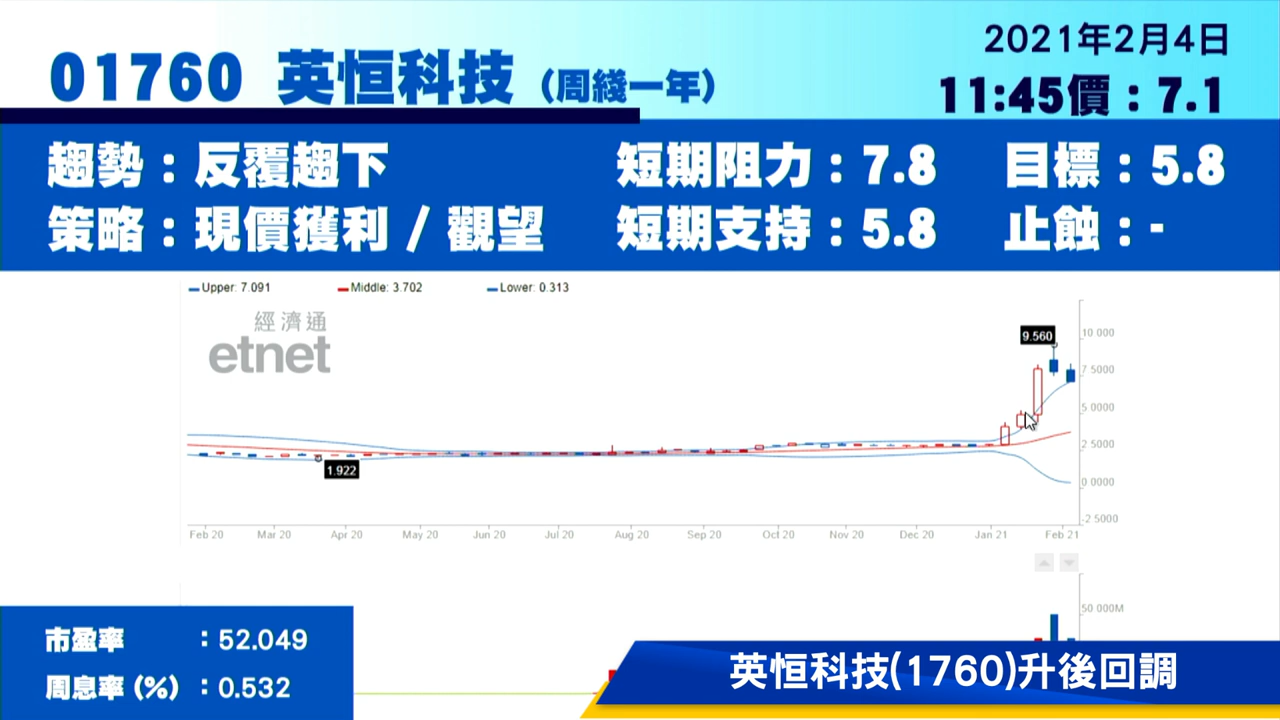 01760 英恒科技 (周綫一年)
2021年2月4日
11:45價：7.1
趨勢：反覆趨下 短期阻力：7.8 目標：5.8
策略：現價獲利 / 觀望 短期支持：5.8 止蝕：-
Upper: 7.091 Middle: 3.702 Lower: 0.313
經濟通
etnet
9.560
1.922
10 000
7 5000
5 0000
2 5000
0 0000
-2 5000
Feb 20 Mar 20 Apr 20 May 20 Jun 20 Jul 20 Aug 20 Sep 20 Oct 20 Nov 20 Dec 20 Jan 21 Feb 21
50 000M
市盈率 ：52.049
周息率 (%) ：0.532
英恒科技(1760)升後回調